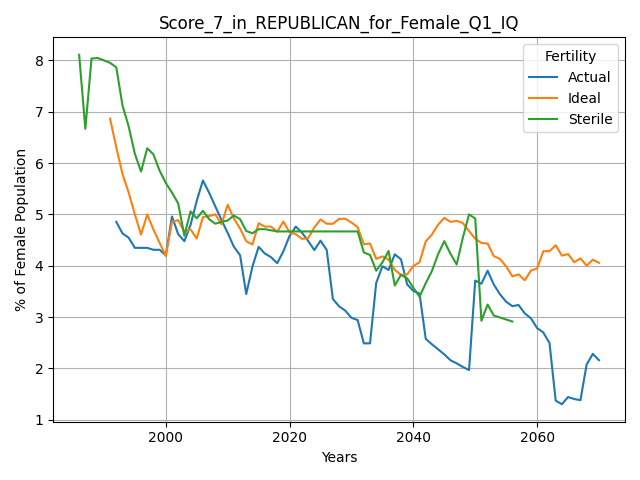 Score_7_in_REPUBLICAN_for_Female_Q1_IQ
% of Female Population
8
7
6
5
4
3
2
1
Fertility
Actual
Ideal
Sterile
2000
2020
2040
2060
Years